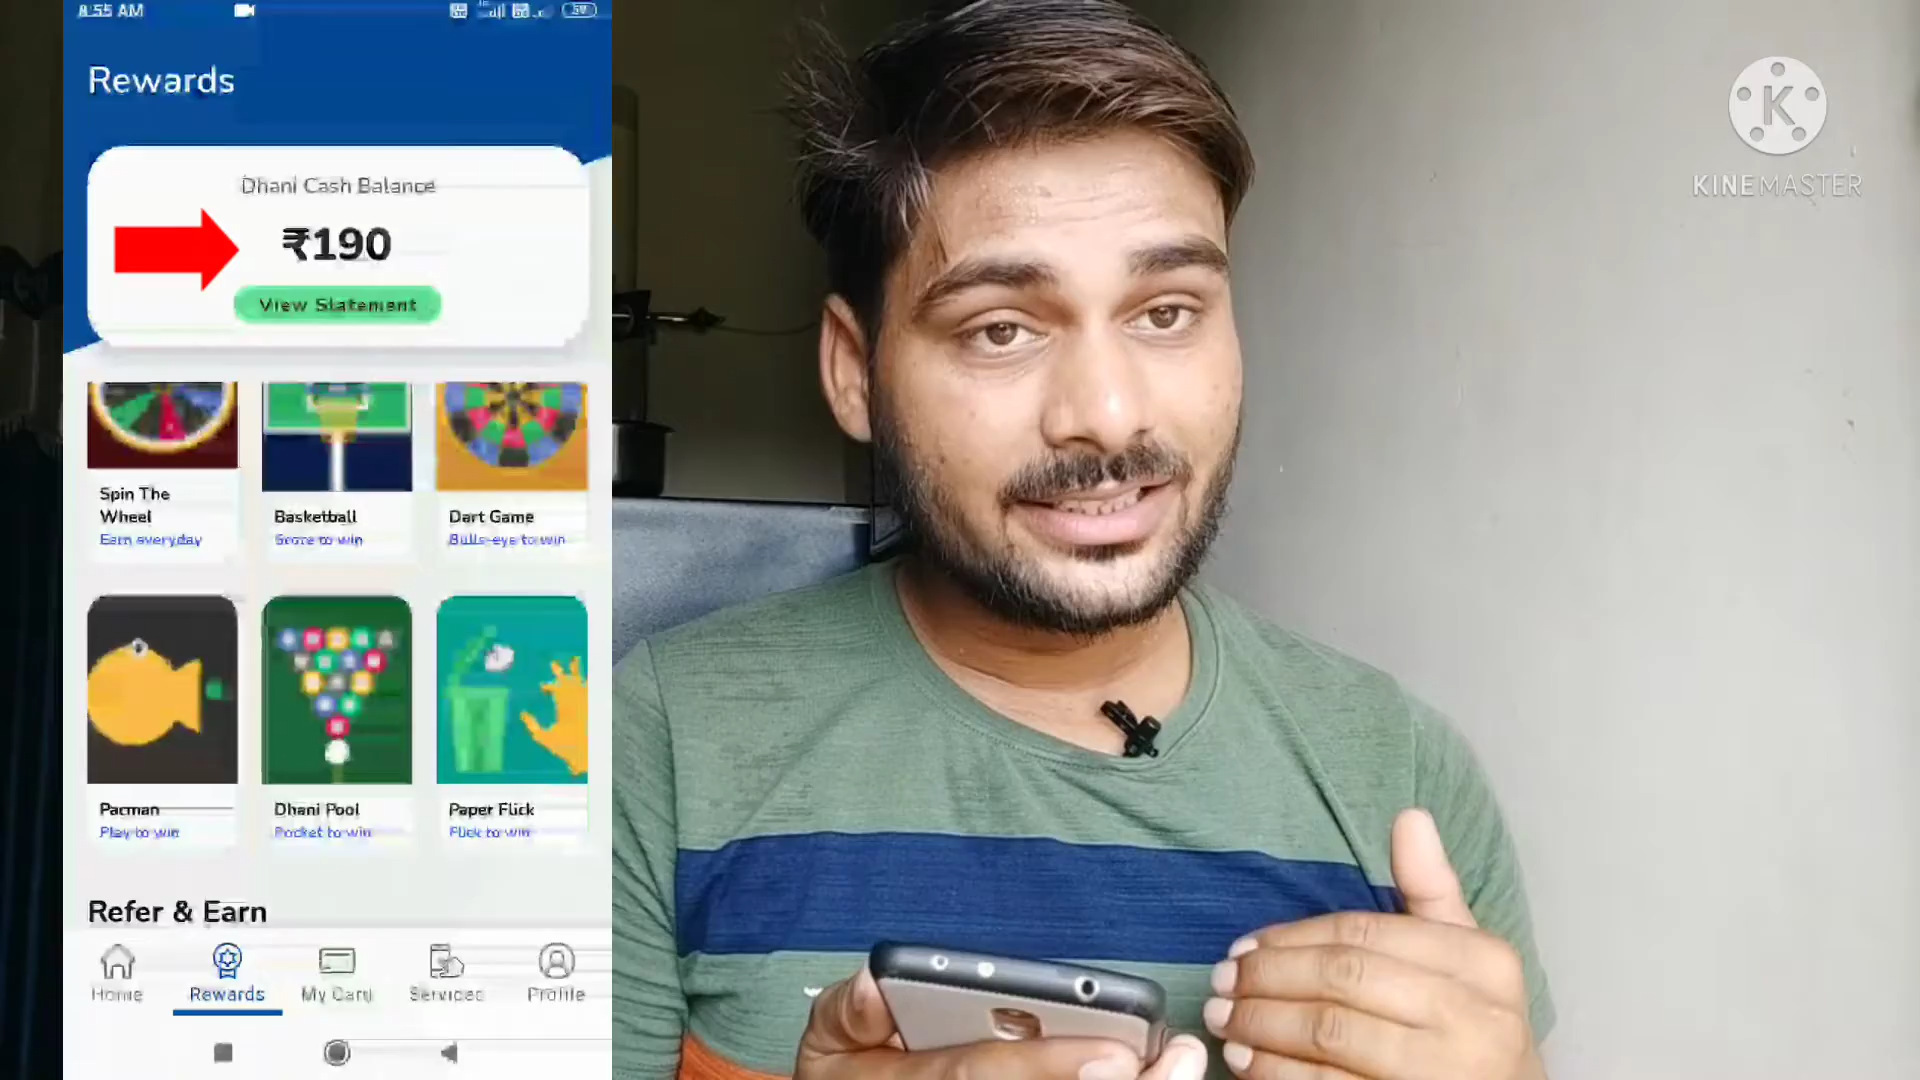 8:55 AM
Rewards
Dhani Cash Balance
₹190
View Statement
Spin The
Wheel
Earn everyday
Basketball
Score to win
Dart Game
Bulls-eye to win
Pacman
Play to win
Dhani Pool
Pocket to win
Paper Flick
Flick to win
Refer & Earn
Home
Rewards
My Card
Services
Profile
K
KINEMASTER